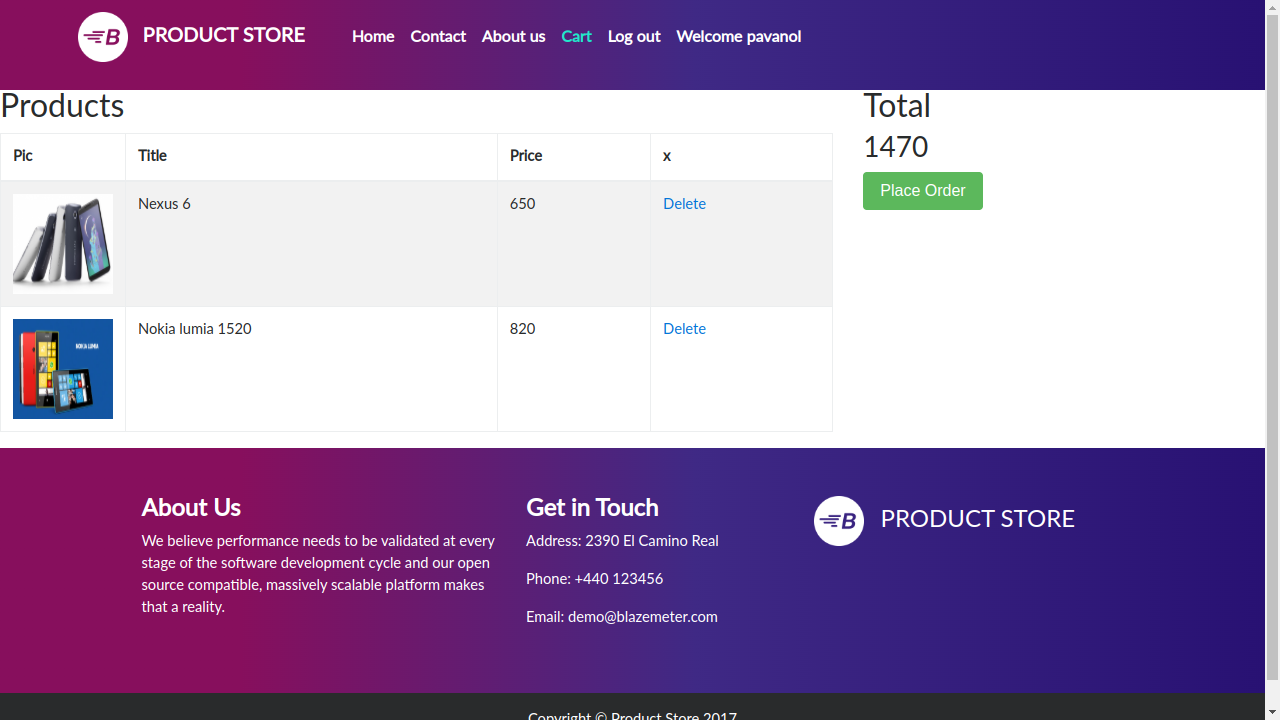 PRODUCT STORE
Home Contact About us Cart Log out Welcome pavanol
Products
Total
1470
Place Order
Pic Title Price x
Nexus 6 650 Delete
Nokia lumia 1520 820 Delete
NOKIA LUMIA
About Us
We believe performance needs to be validated at every
stage of the software development cycle and our open
source compatible, massively scalable platform makes
that a reality.
Get in Touch
Address: 2390 El Camino Real
Phone: +440 123456
Email: demo@blazemeter.com
B PRODUCT STORE
Copyright © Product Store 2017